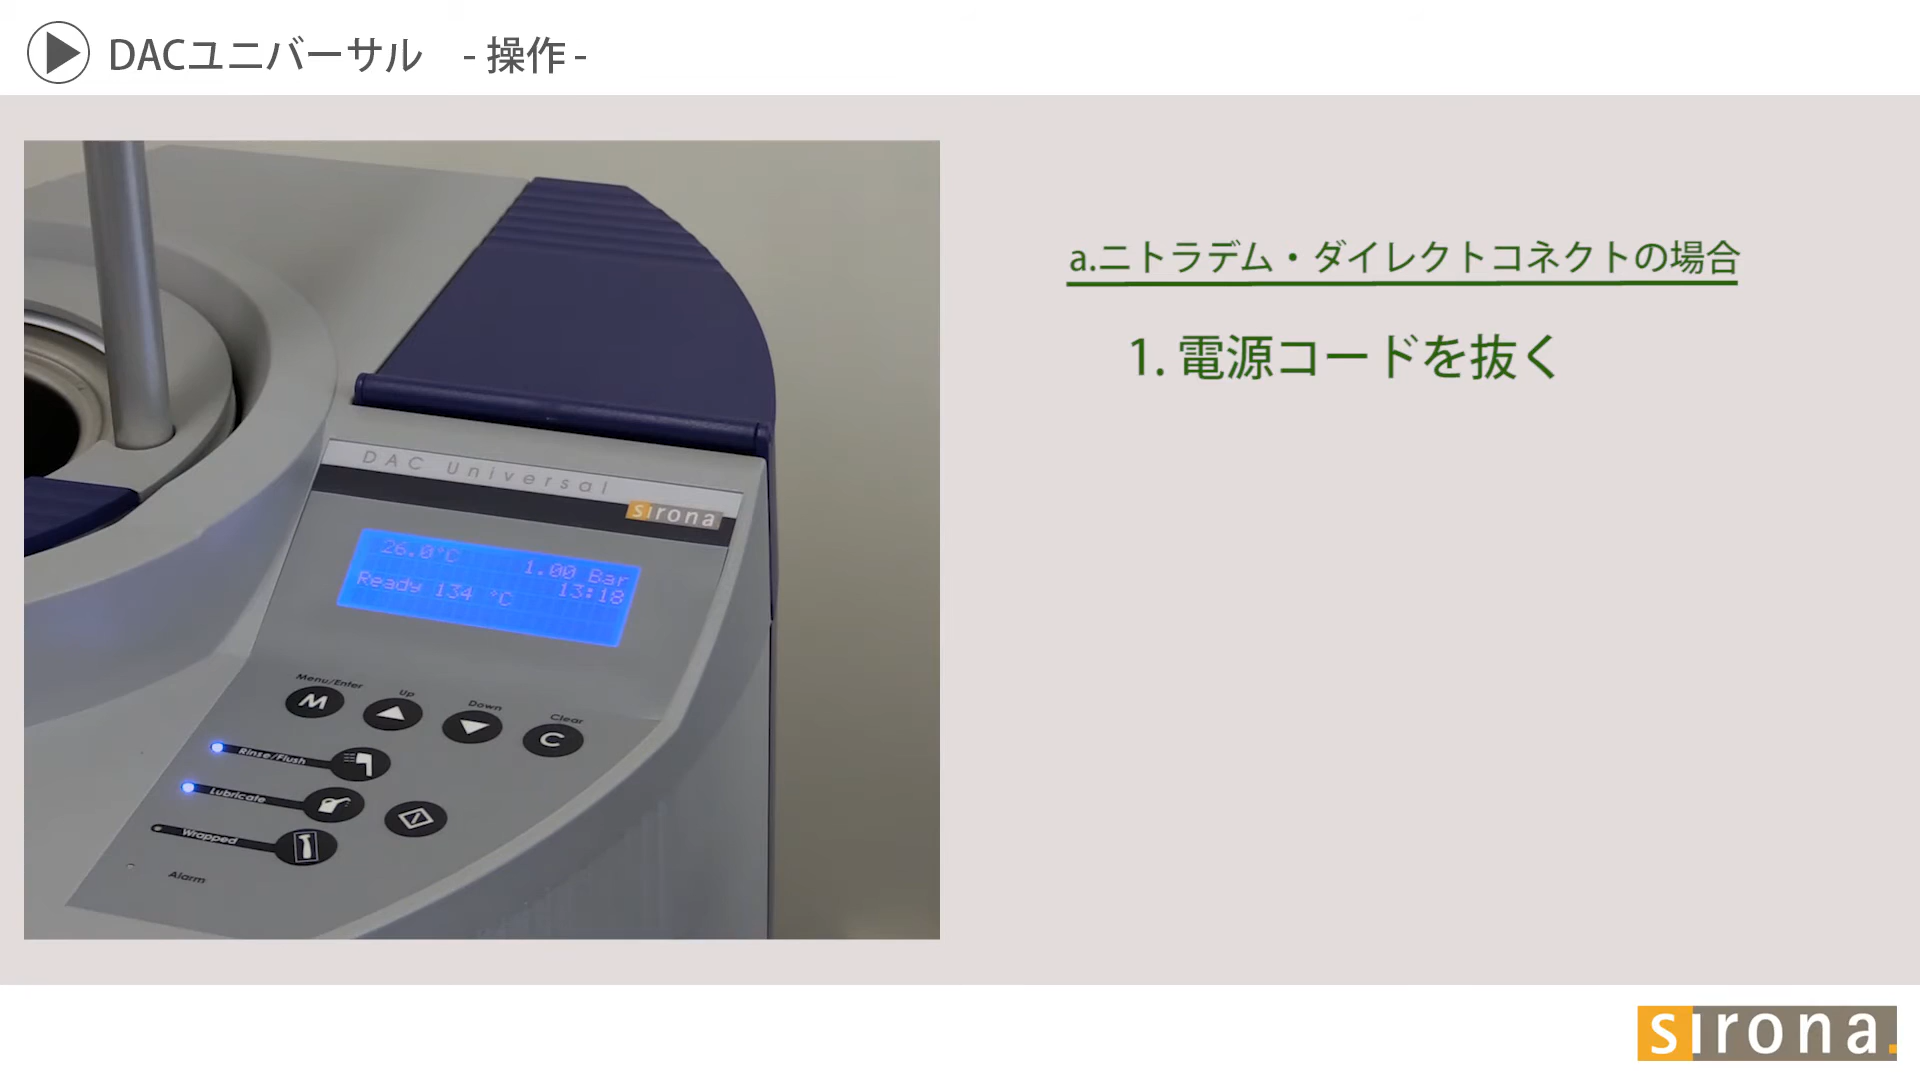 DACユニバーサル - 操作 -
a.ニトラデム・ダイレクトコネクトの場合
1. 電源コードを抜く
DAC Universal
sirona
26.0°C 1.00 Bar
Ready 134 °C 13:18
Menu/Enter Up Down Clear
M C
Rinse/Flush
Lubricate
Wrapped
Alarm
sirona.